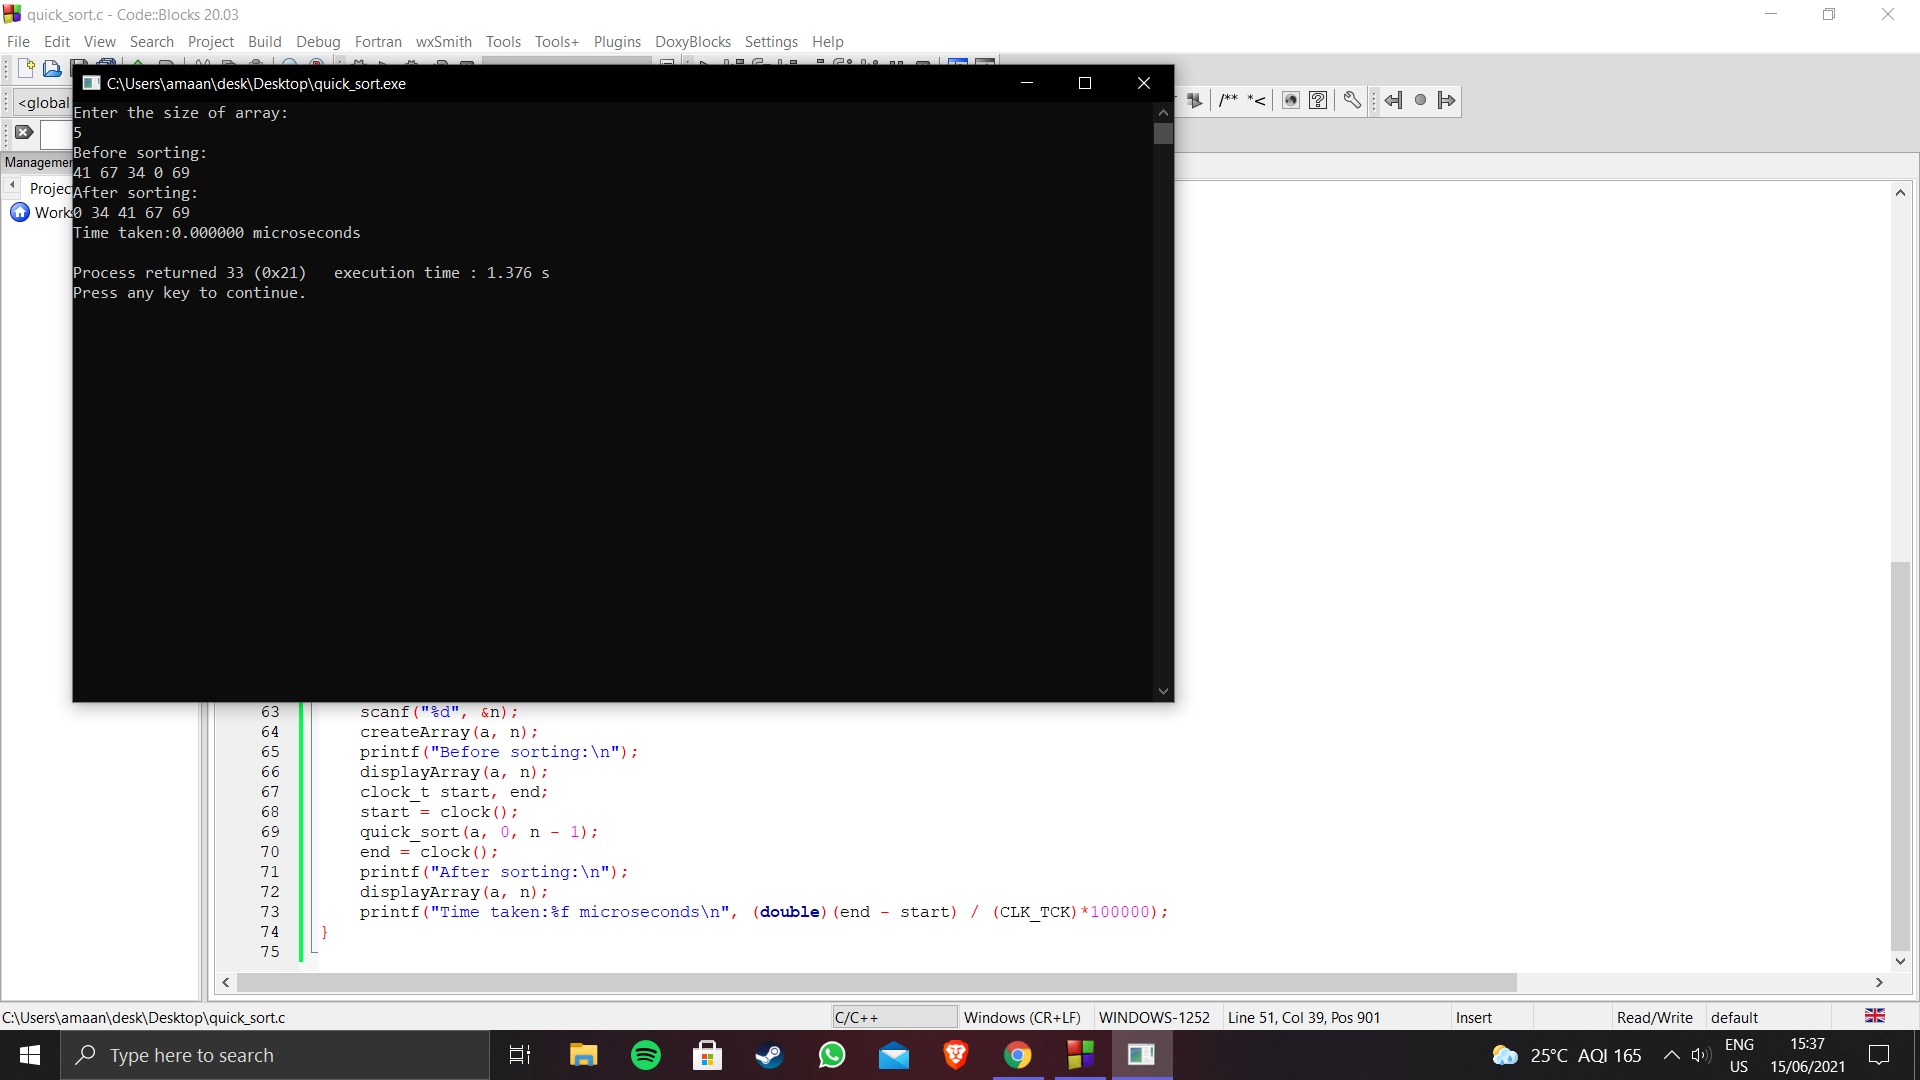 quick_sort.c - Code::Blocks 20.03
File Edit View Search Project Build Debug Fortran wxSmith Tools Tools+ Plugins DoxyBlocks Settings Help
C:\Users\amaan\desk\Desktop\quick_sort.exe
<global
/** *<
Enter the size of array:
5
Before sorting:
41 67 34 0 69
After sorting:
0 34 41 67 69
Time taken:0.000000 microseconds
Process returned 33 (0x21)   execution time : 1.376 s
Press any key to continue.
63 scanf("%d", &n);
64 createArray(a, n);
65 printf("Before sorting:\n");
66 displayArray(a, n);
67 clock_t start, end;
68 start = clock();
69 quick_sort(a, 0, n - 1);
70 end = clock();
71 printf("After sorting:\n");
72 displayArray(a, n);
73 printf("Time taken:%f microseconds\n", (double)(end - start) / (CLK_TCK)*100000);
74 }
75
C:\Users\amaan\desk\Desktop\quick_sort.c C/C++ Windows (CR+LF) WINDOWS-1252 Line 51, Col 39, Pos 901 Insert Read/Write default
Type here to search
25°C AQI 165
ENG
US
15:37
15/06/2021